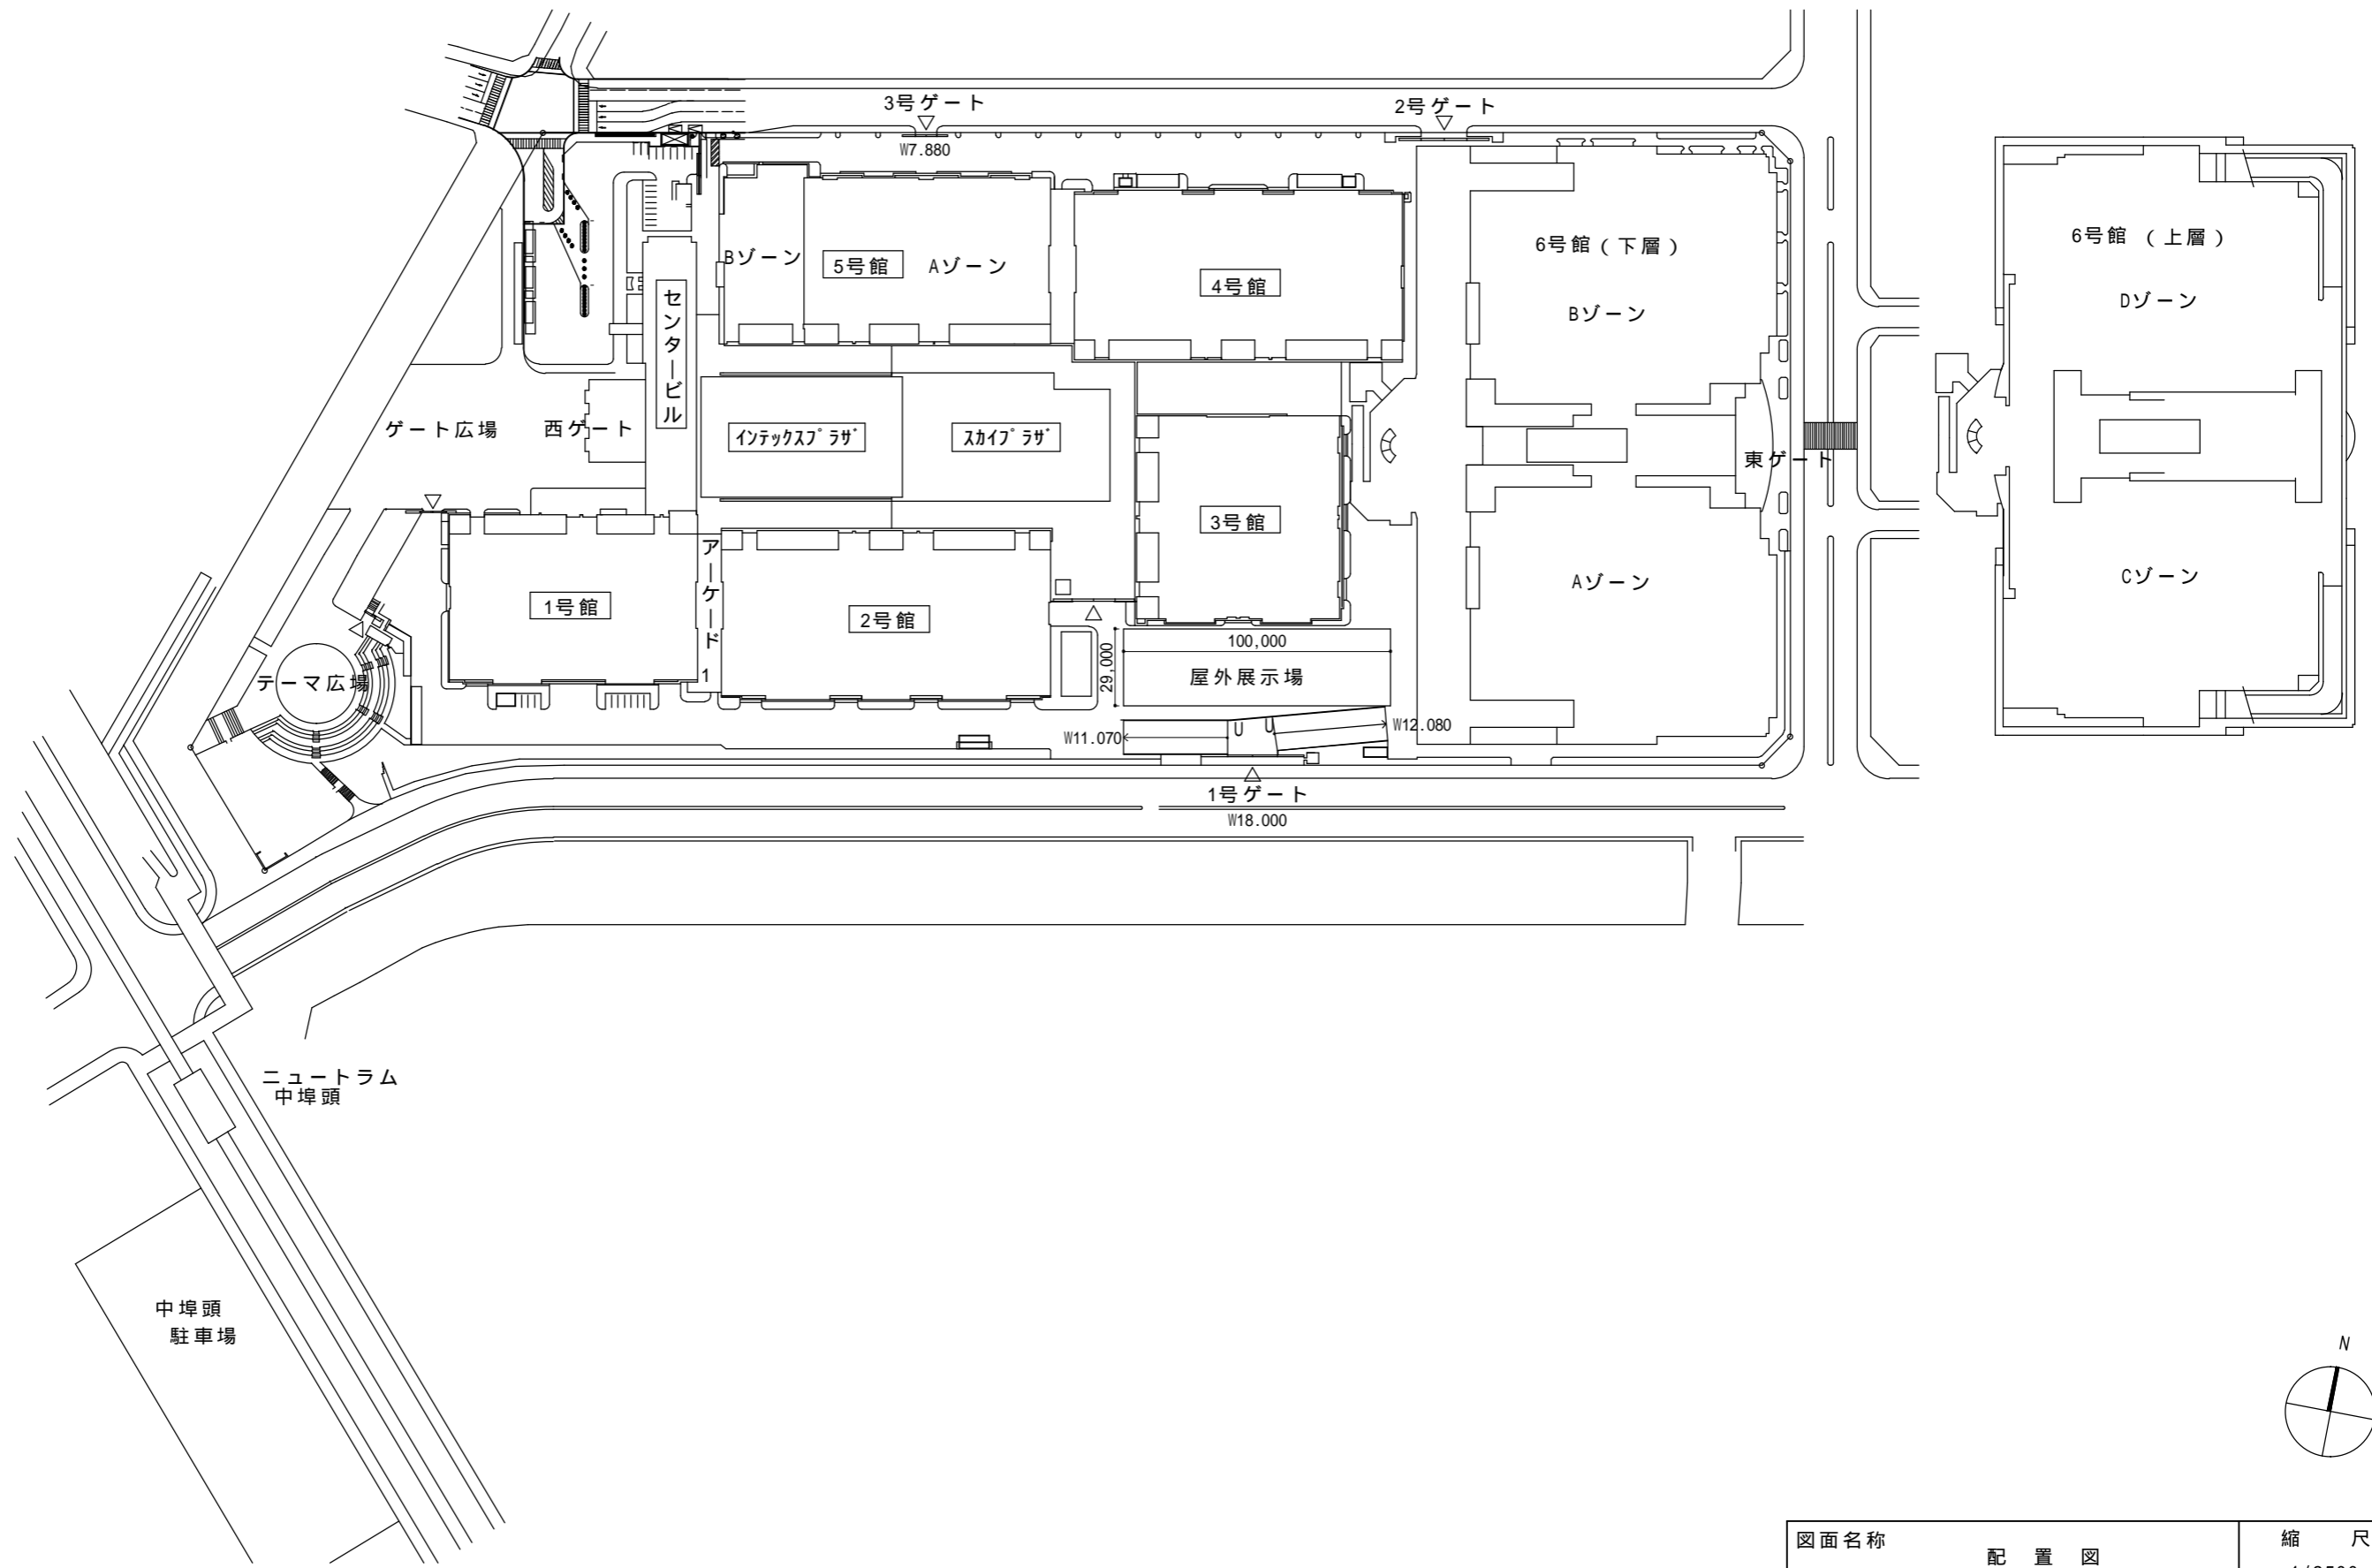 3号ゲート
2号ゲート
W7.880
6号館（下層）
6号館（上層）
Bゾーン
5号館
Aゾーン
4号館
センタービル
Bゾーン
Dゾーン
ゲート広場
西ゲート
インテックスプラザ
スカイプラザ
東ゲート
3号館
アーケード1
1号館
2号館
Aゾーン
Cゾーン
100,000
29,000
屋外展示場
テーマ広場
W11.070
W12.080
1号ゲート
W18.000
ニュートラム
中埠頭
中埠頭
駐車場
N
図面名称
配置図
縮尺